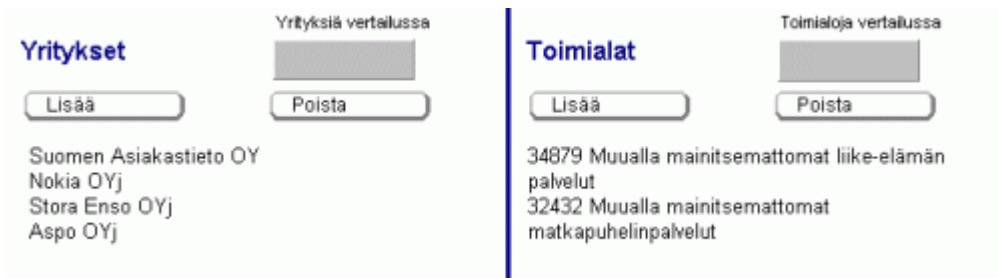 Yrityksiä vertailussa
Yritykset
Lisää
Poista
Suomen Asiakastieto OY
Nokia OYj
Stora Enso OYj
Aspo OYj
Toimialoja vertailussa
Toimialat
Lisää
Poista
34879 Muualla mainitsemattomat liike-elämän
palvelut
32432 Muualla mainitsemattomat
matkapuhelinpalvelut